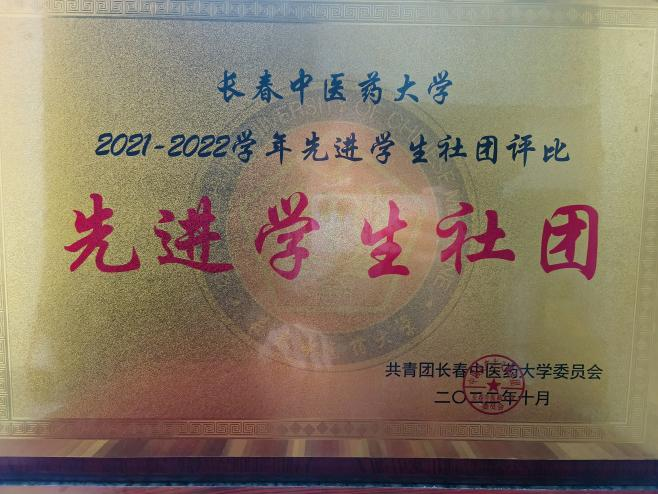 长春中医药大学
2021-2022学年先进学生社团评比
先进学生社团
共青团长春中医药大学委员会
二〇二二年十月